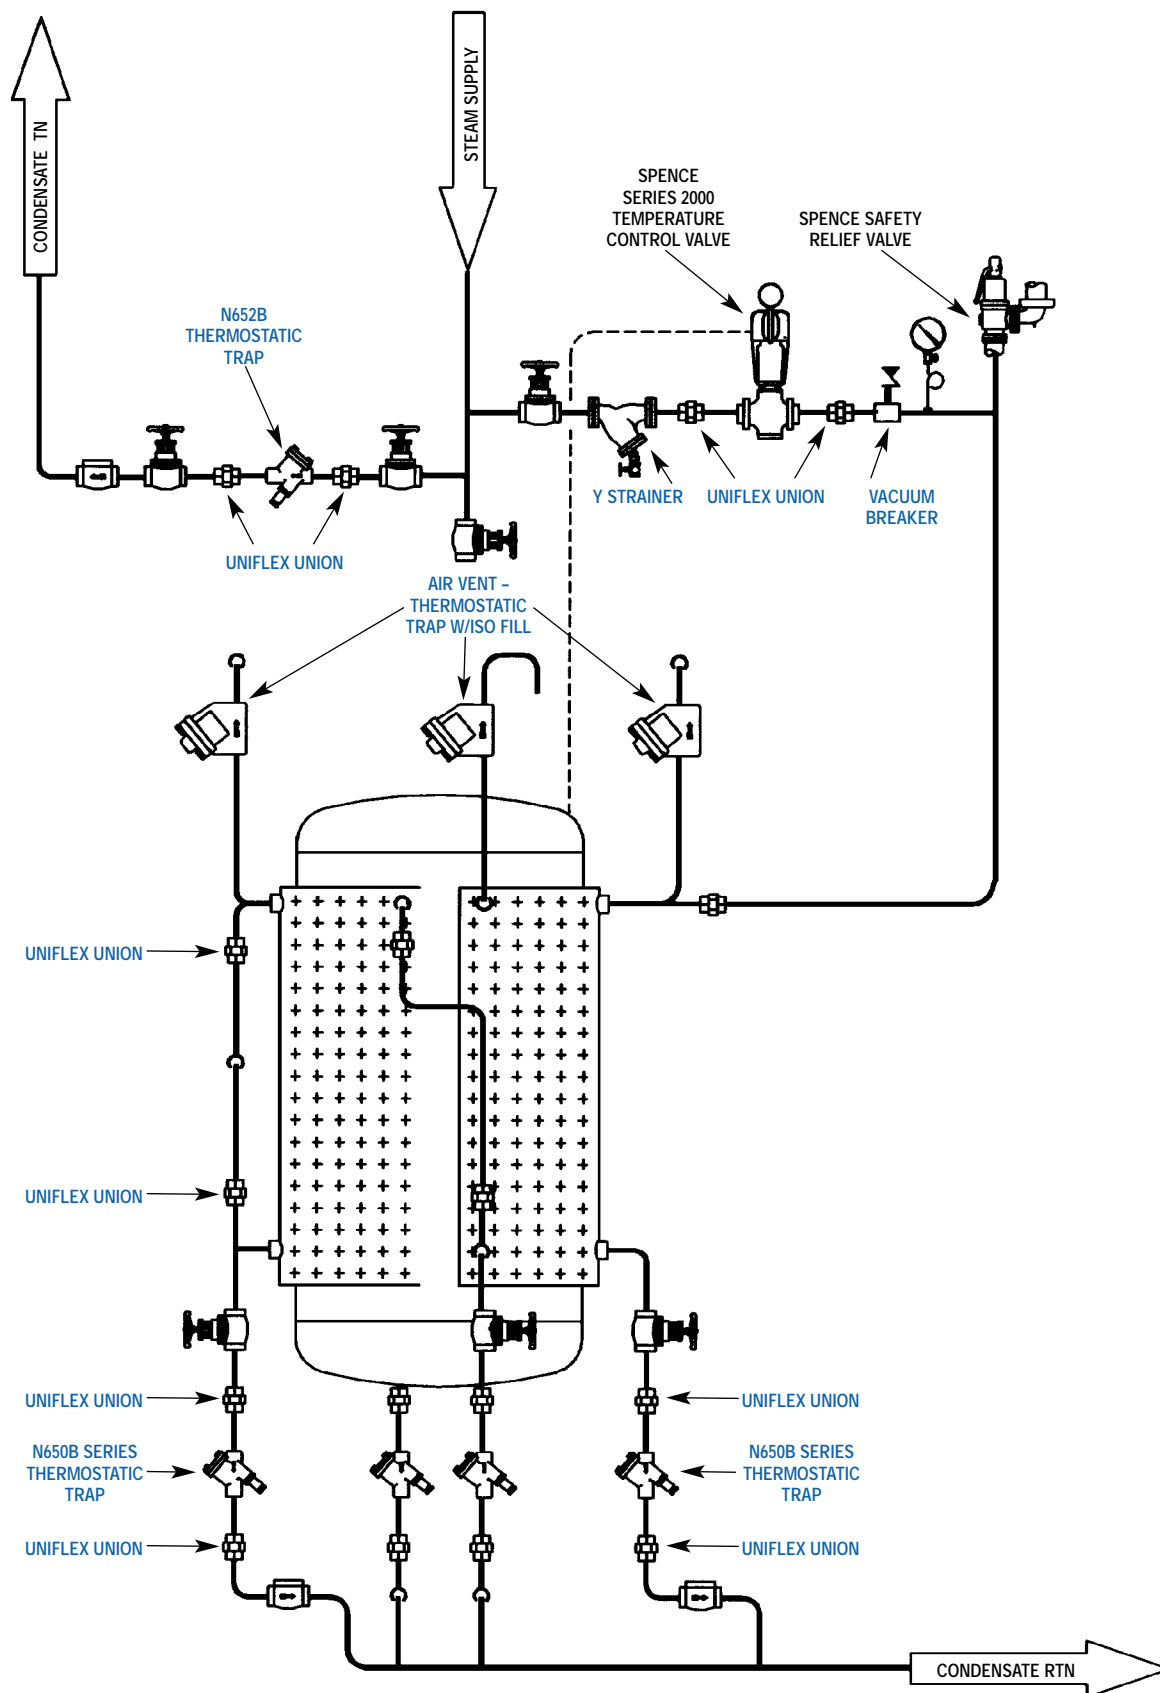 CONDENSATE TN
STEAM SUPPLY
SPENCE
SERIES 2000
TEMPERATURE
CONTROL VALVE
SPENCE SAFETY
RELIEF VALVE
N652B
THERMOSTATIC
TRAP
Y STRAINER
UNIFLEX UNION
VACUUM
BREAKER
UNIFLEX UNION
AIR VENT –
THERMOSTATIC
TRAP W/ISO FILL
UNIFLEX UNION
UNIFLEX UNION
UNIFLEX UNION
UNIFLEX UNION
N650B SERIES
THERMOSTATIC
TRAP
N650B SERIES
THERMOSTATIC
TRAP
UNIFLEX UNION
UNIFLEX UNION
CONDENSATE RTN